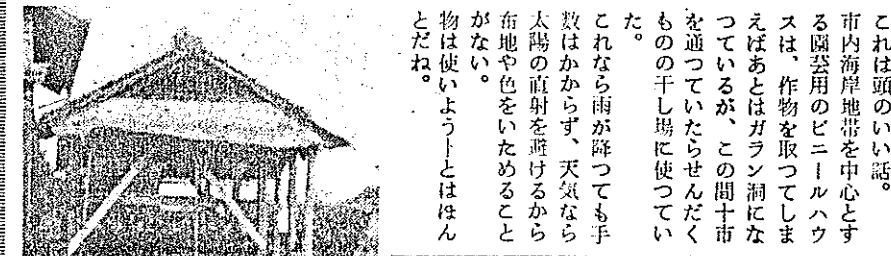 これは頭のいい話。
市内海岸地帯を中心とす
る園芸用のビニールハウ
スは、作物を取つてしま
えばあとはガラン洞にな
つているが、この間十市
を通つていたらせんだく
ものの干し場に使つてい
た。
これなら雨が降つても手
数はかからず、天気なら
太陽の直射を避けるから
布地や色をいためること
がない。
物は使いようーとはほん
とだね。